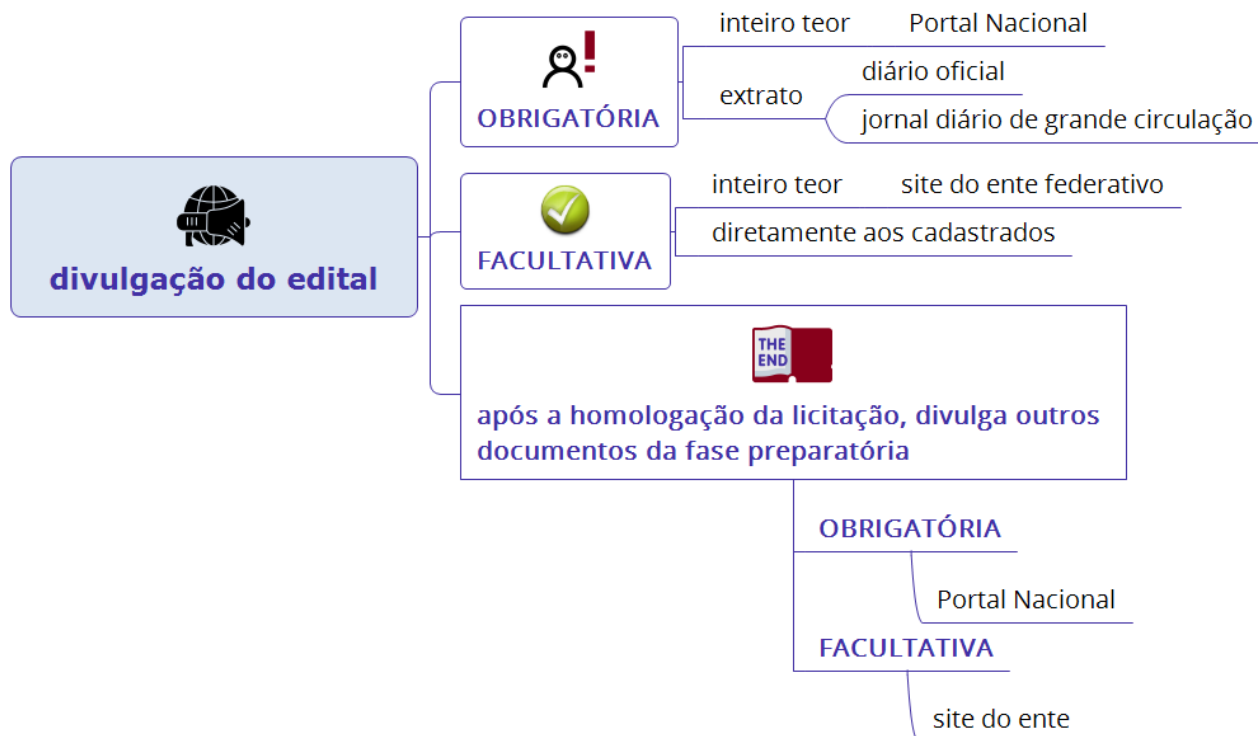 divulgação do edital
OBRIGATÓRIA
inteiro teor Portal Nacional
extrato
diário oficial
jornal diário de grande circulação
FACULTATIVA
inteiro teor site do ente federativo
diretamente aos cadastrados
THE
END
após a homologação da licitação, divulga outros
documentos da fase preparatória
OBRIGATÓRIA
Portal Nacional
FACULTATIVA
site do ente